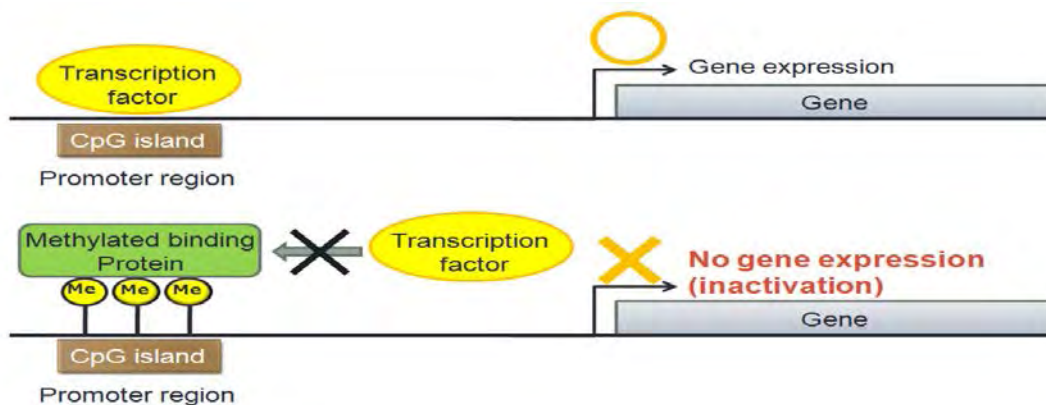 Transcription
factor
Gene expression
Gene
CpG island
Promoter region
Methylated binding
Protein
Transcription
factor
No gene expression
(inactivation)
Me Me Me
Gene
CpG island
Promoter region